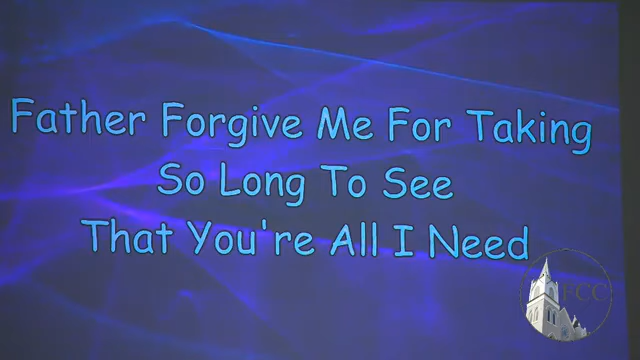 Father Forgive Me For Taking
So Long To See
That You're All I Need
FCC